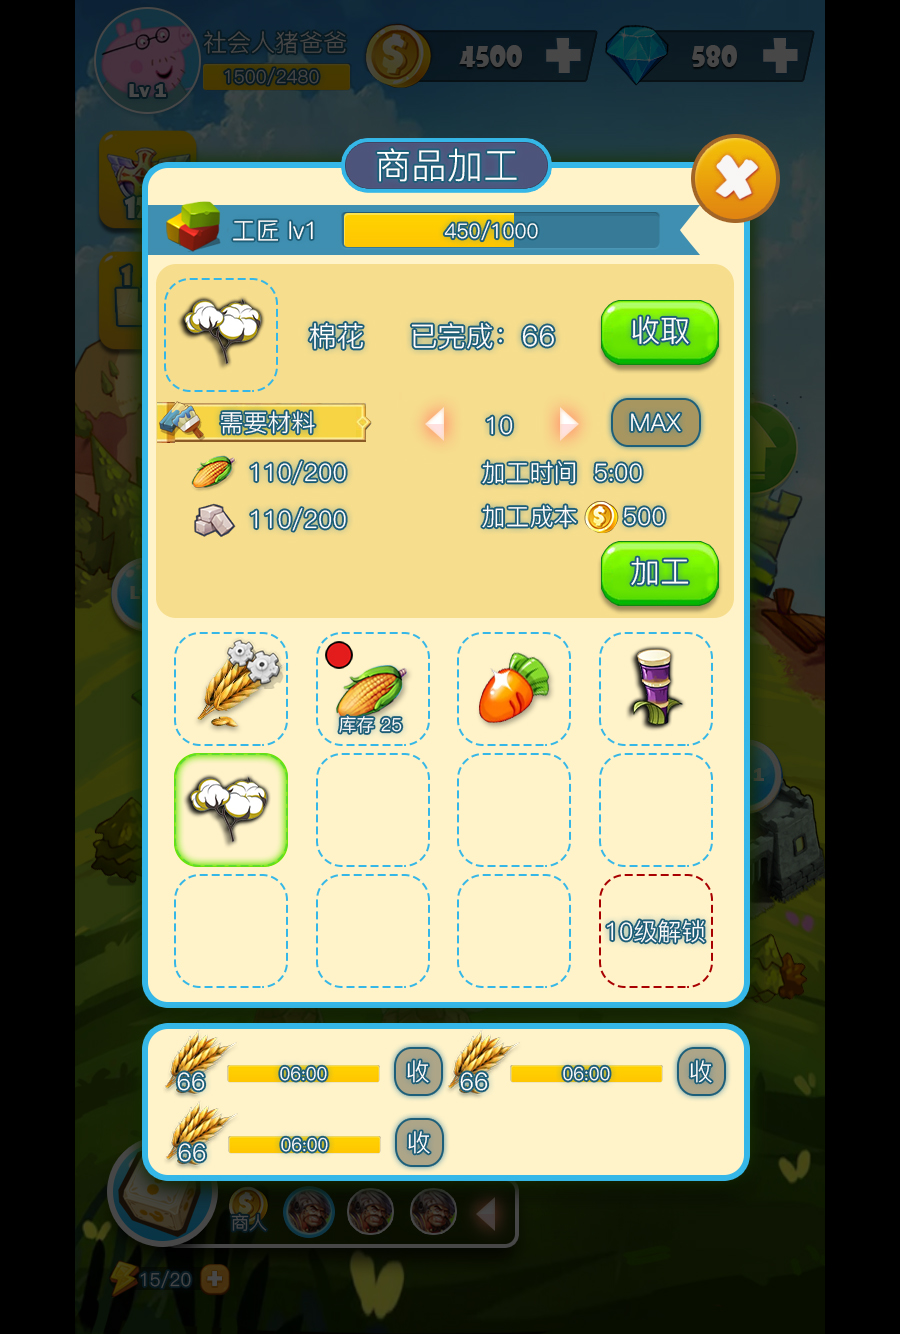 社会人猪爸爸
4500
580
1500/2480
Lv 1
商品加工
工匠 lv1
450/1000
棉花
已完成：66
收取
需要材料
10
MAX
110/200
加工时间 5:00
110/200
加工成本 500
加工
库存 25
10级解锁
66
06:00
收
66
06:00
收
66
06:00
收
商人
15/20